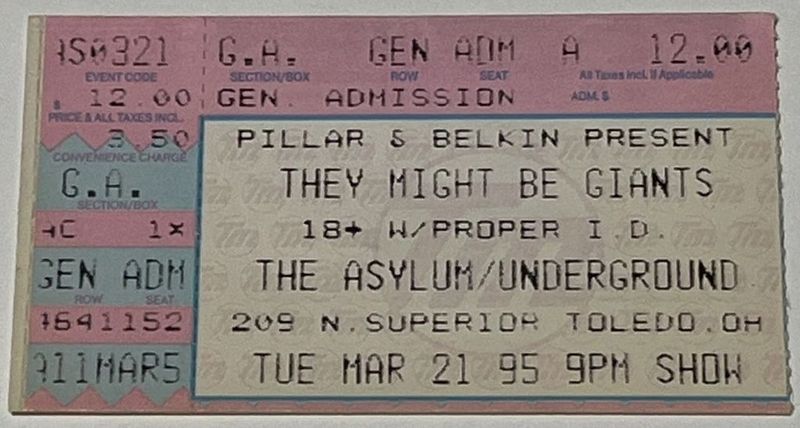 AS0321 G.A. GEN ADM A 12.00
EVENT CODE SECTION/BOX ROW SEAT All Taxes Incl. If Applicable
$ 12.00 GEN. ADMISSION ADM. $
PRICE & ALL TAXES INCL.
3.50 PILLAR & BELKIN PRESENT
CONVENIENCE CHARGE
G.A. THEY MIGHT BE GIANTS
SECTION/BOX
C 1x 18+ W/PROPER I.D.
GEN ADM THE ASYLUM/UNDERGROUND
ROW SEAT
641152 209 N.SUPERIOR TOLEDO.OH
11MAR5 TUE MAR 21 95 9PM SHOW